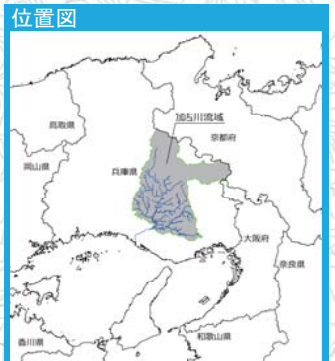 位置図
加古川流域
鳥取県
京都府
岡山県
兵庫県
大阪府
奈良県
和歌山県
香川県